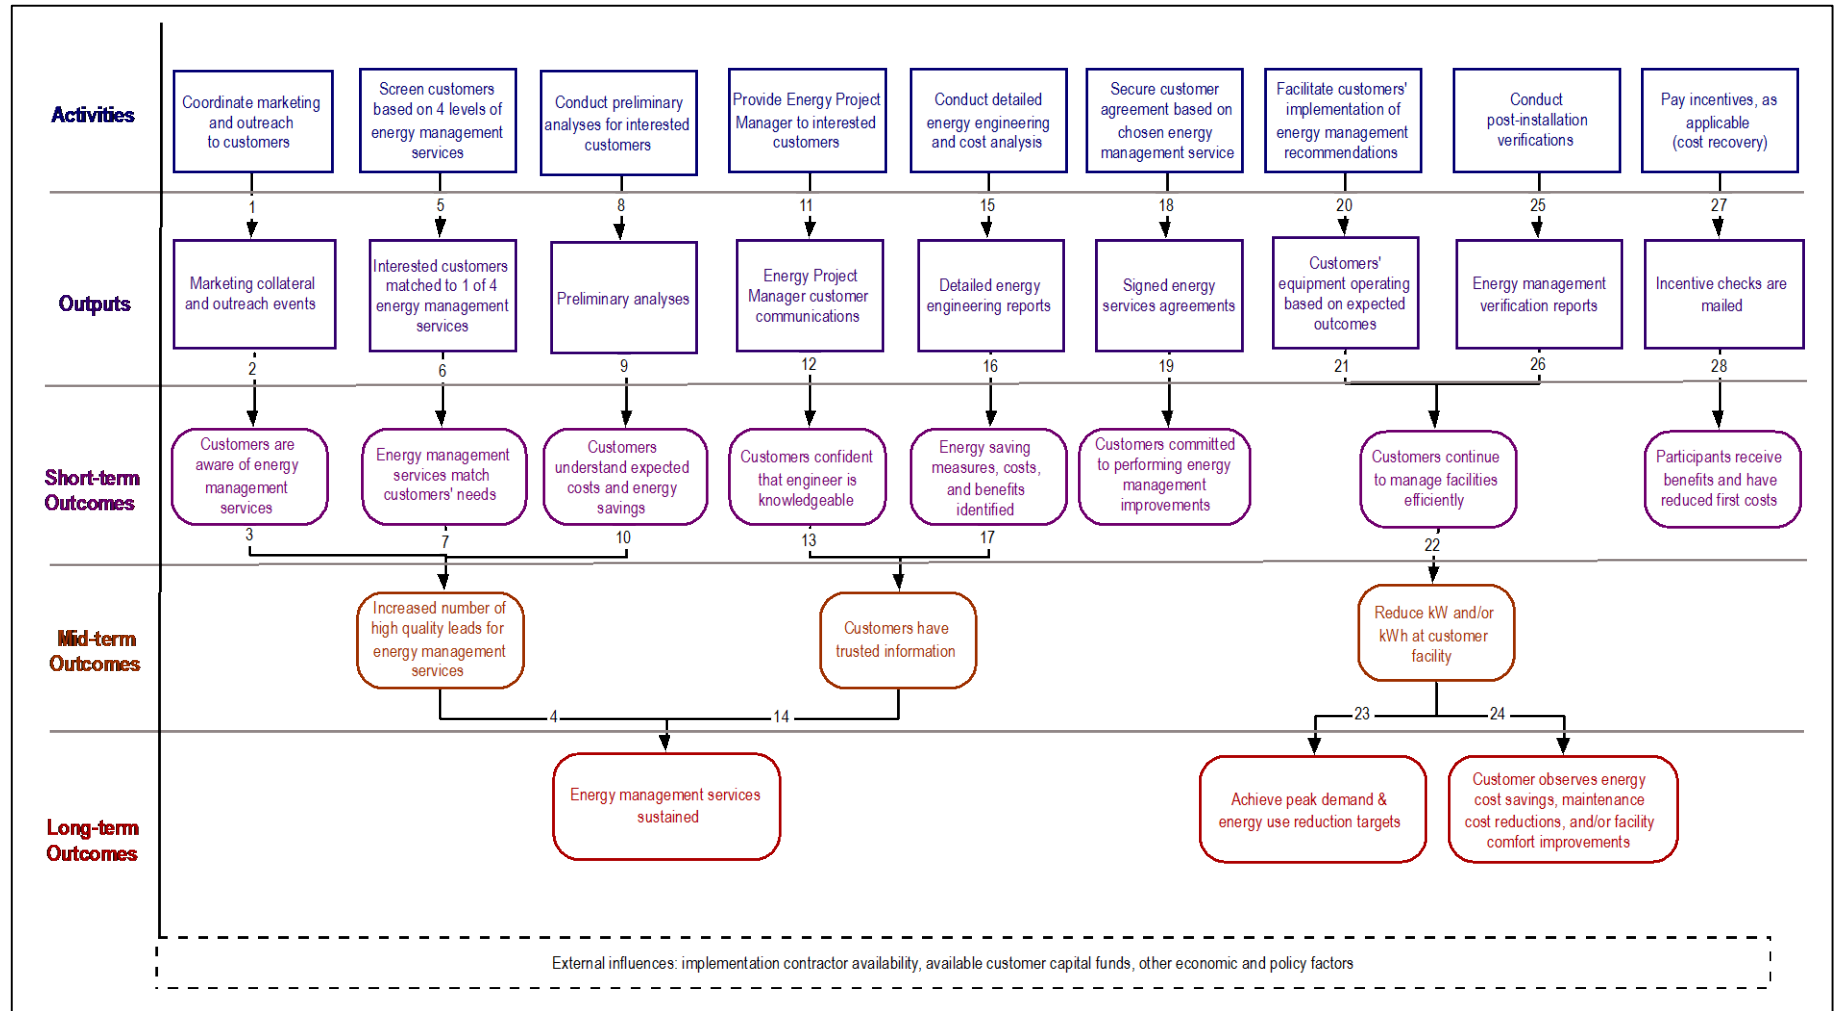 Activities
Coordinate marketing
and outreach
to customers
Screen customers
based on 4 levels of
energy management
services
Conduct preliminary
analyses for interested
customers
Provide Energy Project
Manager to interested
customers
Conduct detailed
energy engineering
and cost analysis
Secure customer
agreement based on
chosen energy
management service
Facilitate customers'
implementation of
energy management
recommendations
Conduct
post-installation
verifications
Pay incentives, as
applicable
(cost recovery)
1
5
8
11
15
18
20
25
27
Outputs
Marketing collateral
and outreach events
Interested customers
matched to 1 of 4
energy management
services
Preliminary analyses
Energy Project
Manager customer
communications
Detailed energy
engineering reports
Signed energy
services agreements
Customers'
equipment operating
based on expected
outcomes
Energy management
verification reports
Incentive checks are
mailed
2
6
9
12
16
19
21
26
28
Short-term
Outcomes
Customers are
aware of energy
management
services
Energy management
services match
customers' needs
Customers
understand expected
costs and energy
savings
Customers confident
that engineer is
knowledgeable
Energy saving
measures, costs,
and benefits
identified
Customers committed
to performing energy
management
improvements
Customers continue
to manage facilities
efficiently
Participants receive
benefits and have
reduced first costs
3
7
10
13
17
22
Mid-term
Outcomes
Increased number of
high quality leads for
energy management
services
Customers have
trusted information
Reduce kW and/or
kWh at customer
facility
4
14
23
24
Long-term
Outcomes
Energy management services
sustained
Achieve peak demand &
energy use reduction targets
Customer observes energy
cost savings, maintenance
cost reductions, and/or facility
comfort improvements
External influences: implementation contractor availability, available customer capital funds, other economic and policy factors